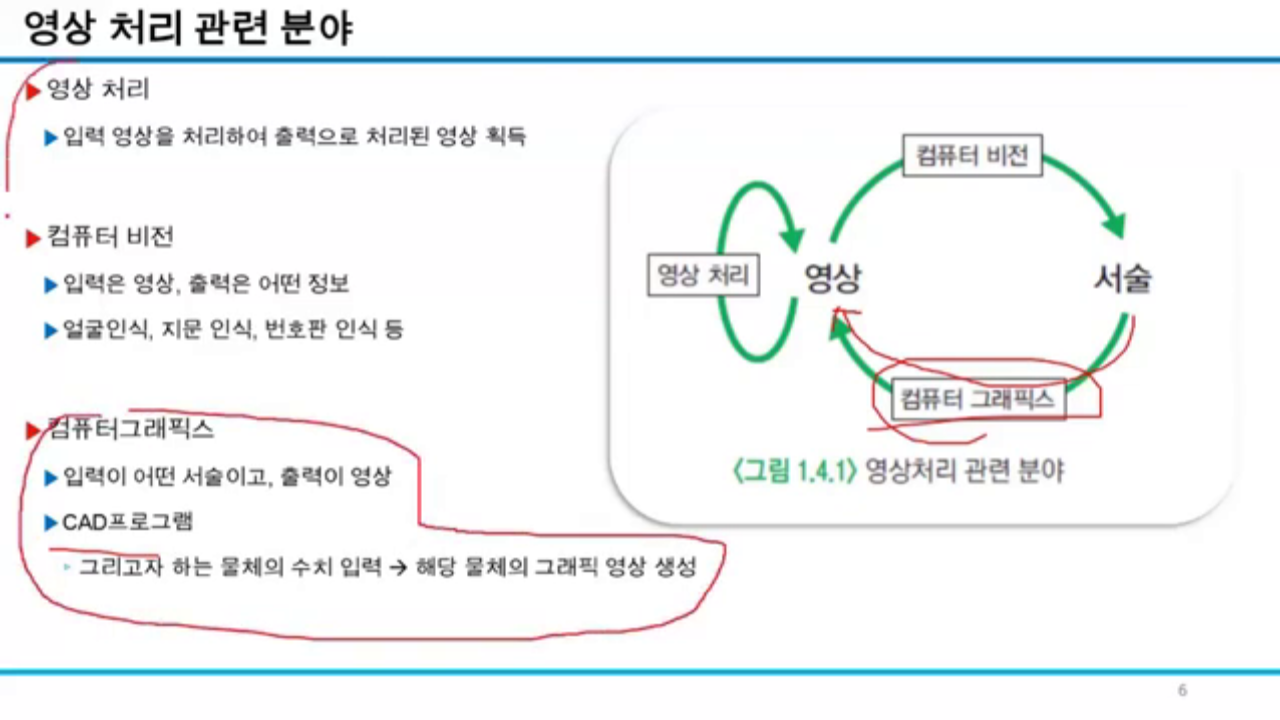 영상 처리 관련 분야
영상 처리
입력 영상을 처리하여 출력으로 처리된 영상 획득
컴퓨터 비전
입력은 영상, 출력은 어떤 정보
얼굴인식, 지문 인식, 번호판 인식 등
컴퓨터그래픽스
입력이 어떤 서술이고, 출력이 영상
CAD프로그램
그리고자 하는 물체의 수치 입력 → 해당 물체의 그래픽 영상 생성
컴퓨터 비전
영상 처리
영상
서술
컴퓨터 그래픽스
〈그림 1.4.1〉 영상처리 관련 분야
6